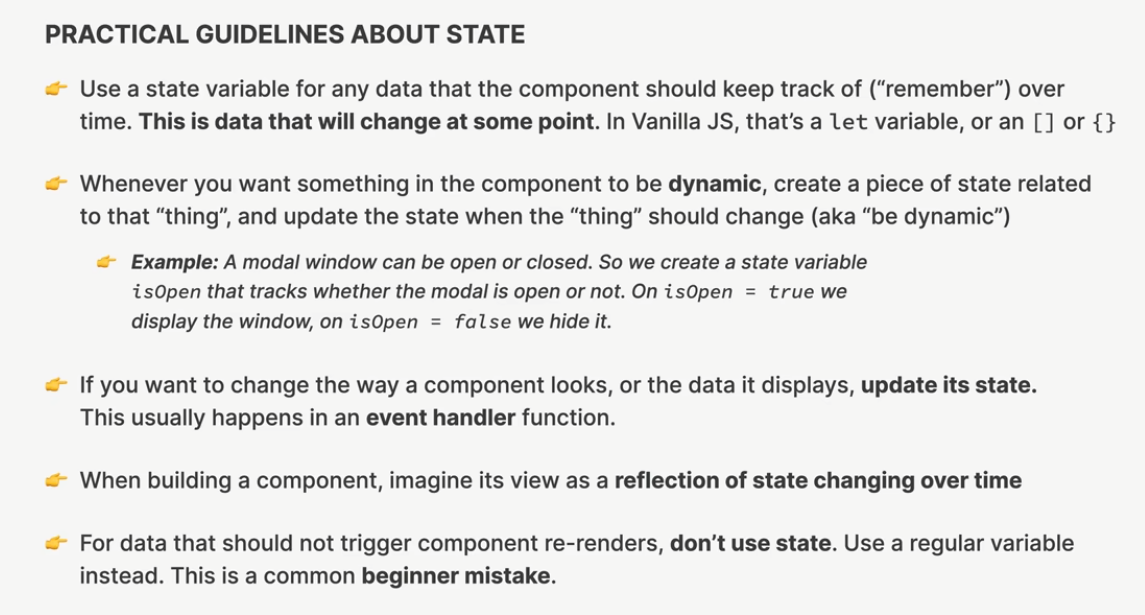 PRACTICAL GUIDELINES ABOUT STATE
👉 Use a state variable for any data that the component should keep track of (“remember”) over
time. This is data that will change at some point. In Vanilla JS, that’s a let variable, or an [] or {}
👉 Whenever you want something in the component to be dynamic, create a piece of state related
to that “thing”, and update the state when the “thing” should change (aka “be dynamic”)
👉 Example: A modal window can be open or closed. So we create a state variable
isOpen that tracks whether the modal is open or not. On isOpen = true we
display the window, on isOpen = false we hide it.
👉 If you want to change the way a component looks, or the data it displays, update its state.
This usually happens in an event handler function.
👉 When building a component, imagine its view as a reflection of state changing over time
👉 For data that should not trigger component re-renders, don’t use state. Use a regular variable
instead. This is a common beginner mistake.